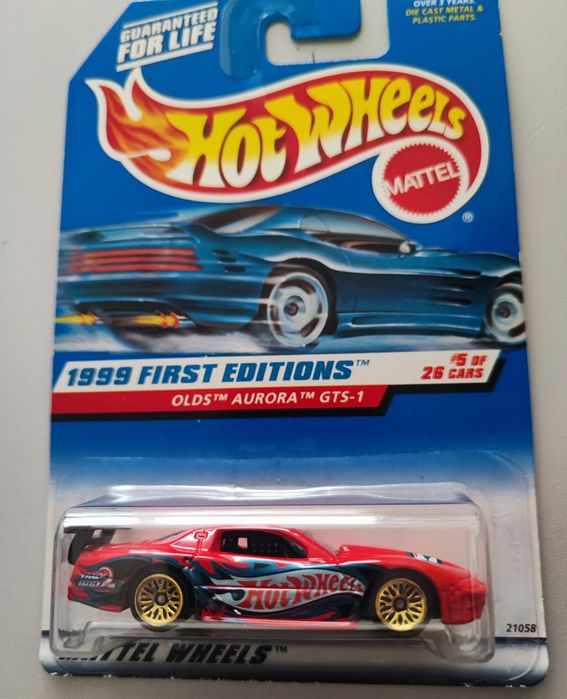 GUARANTEED
FOR LIFE
OVER 3 YEARS.
DIE CAST METAL &
PLASTIC PARTS.
HOT WHEELS
MATTEL
®
1999 FIRST EDITIONS™
#5 OF
26 CARS
OLDS™ AURORA™ GTS-1
HOT WHEELS
21058
MATTEL WHEELS™